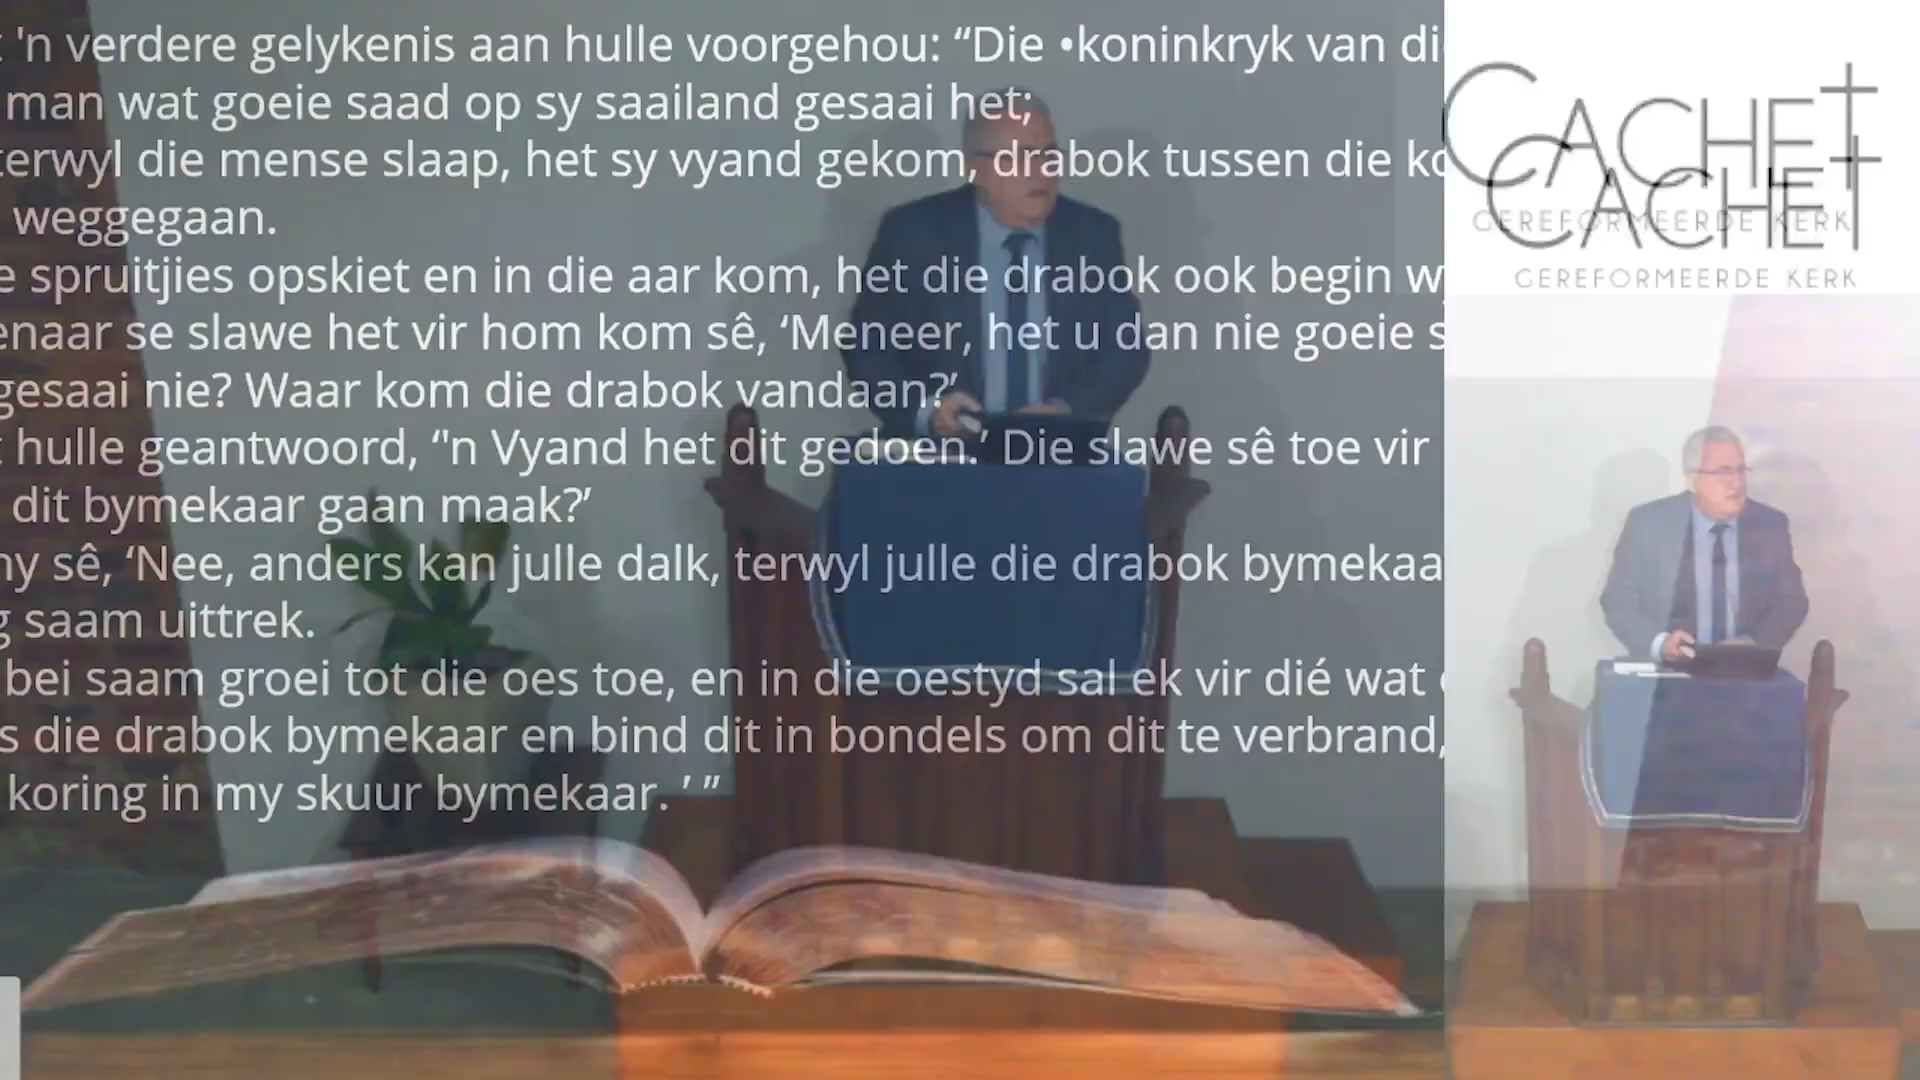 'n verdere gelykenis aan hulle voorgehou: “Die •koninkryk van di
man wat goeie saad op sy saailand gesaai het;
terwyl die mense slaap, het sy vyand gekom, drabok tussen die ko
weggegaan.
e spruitjies opskiet en in die aar kom, het die drabok ook begin wy
enaar se slawe het vir hom kom sê, ‘Meneer, het u dan nie goeie s
gesaai nie? Waar kom die drabok vandaan?’
hulle geantwoord, ‘'n Vyand het dit gedoen.’ Die slawe sê toe vir
dit bymekaar gaan maak?’
hy sê, ‘Nee, anders kan julle dalk, terwyl julle die drabok bymekaa
g saam uittrek.
bei saam groei tot die oes toe, en in die oestyd sal ek vir dié wat
s die drabok bymekaar en bind dit in bondels om dit te verbrand,
koring in my skuur bymekaar. ’ ”
CACHET
GEREFORMEERDE KERK
CACHET
GEREFORMEERDE KERK